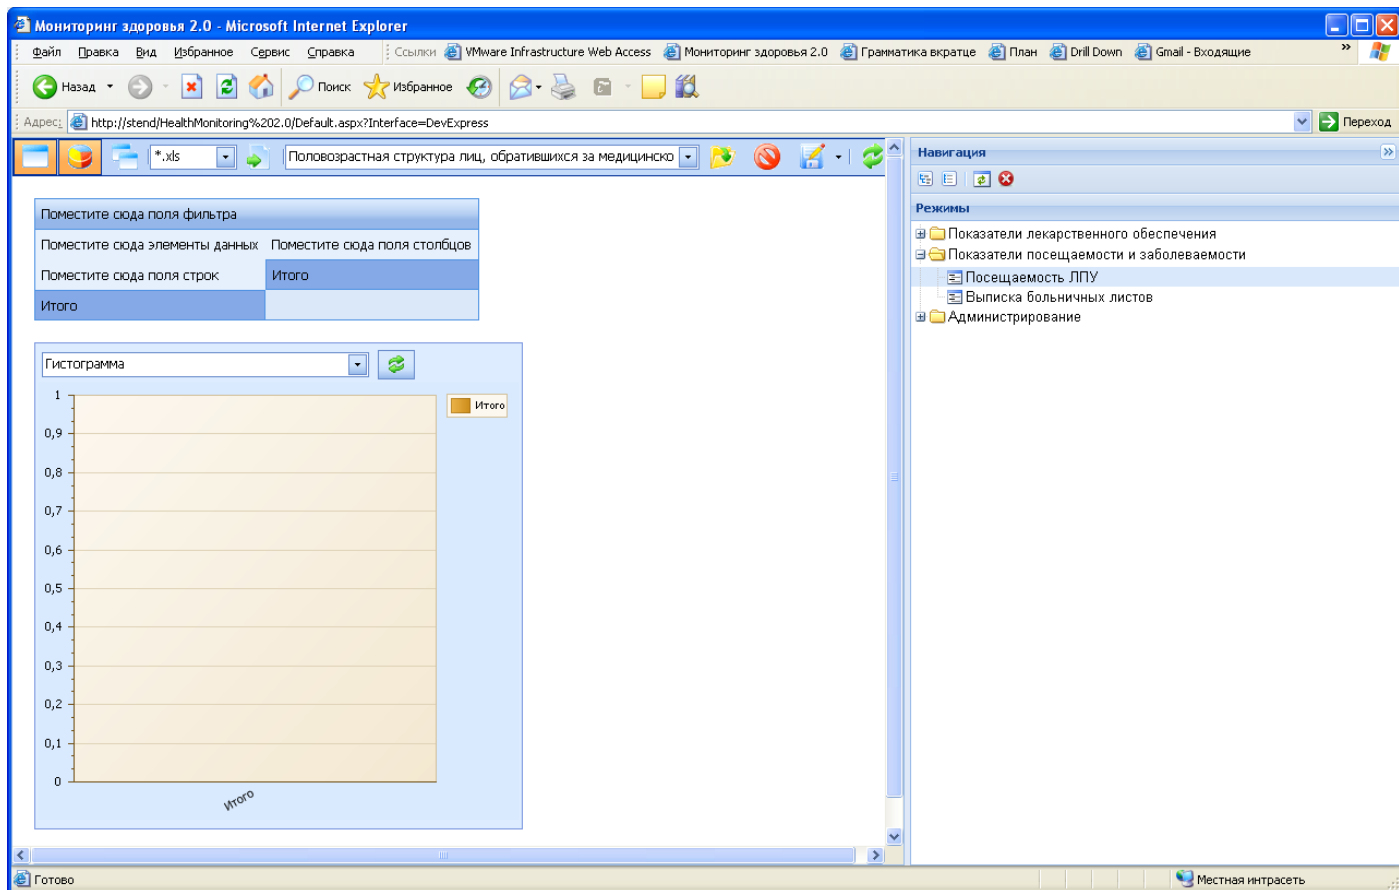 Мониторинг здоровья 2.0 - Microsoft Internet Explorer
Файл Правка Вид Избранное Сервис Справка Ссылки VMware Infrastructure Web Access Мониторинг здоровья 2.0 Грамматика вкратце План Drill Down Gmail - Входящие »
Назад Поиск Избранное
Адрес: http://stend/HealthMonitoring%202.0/Default.aspx?Interface=DevExpress Переход
*.xls Половозрастная структура лиц, обратившихся за медицинско
Поместите сюда поля фильтра
Поместите сюда элементы данных Поместите сюда поля столбцов
Поместите сюда поля строк Итого
Итого
Гистограмма
Итого
1
0,9
0,8
0,7
0,6
0,5
0,4
0,3
0,2
0,1
0
Итого
Навигация
Режимы
Показатели лекарственного обеспечения
Показатели посещаемости и заболеваемости
Посещаемость ЛПУ
Выписка больничных листов
Администрирование
Готово Местная интрасеть